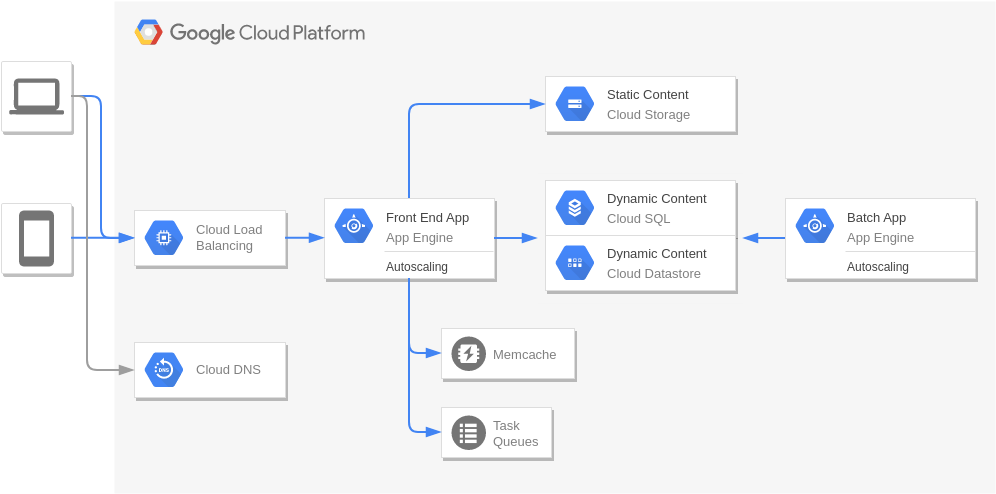 Google Cloud Platform
Static Content
Cloud Storage
Dynamic Content
Cloud SQL
Dynamic Content
Cloud Datastore
Batch App
App Engine
Autoscaling
Front End App
App Engine
Autoscaling
Cloud Load
Balancing
Memcache
DNS
Cloud DNS
Task
Queues